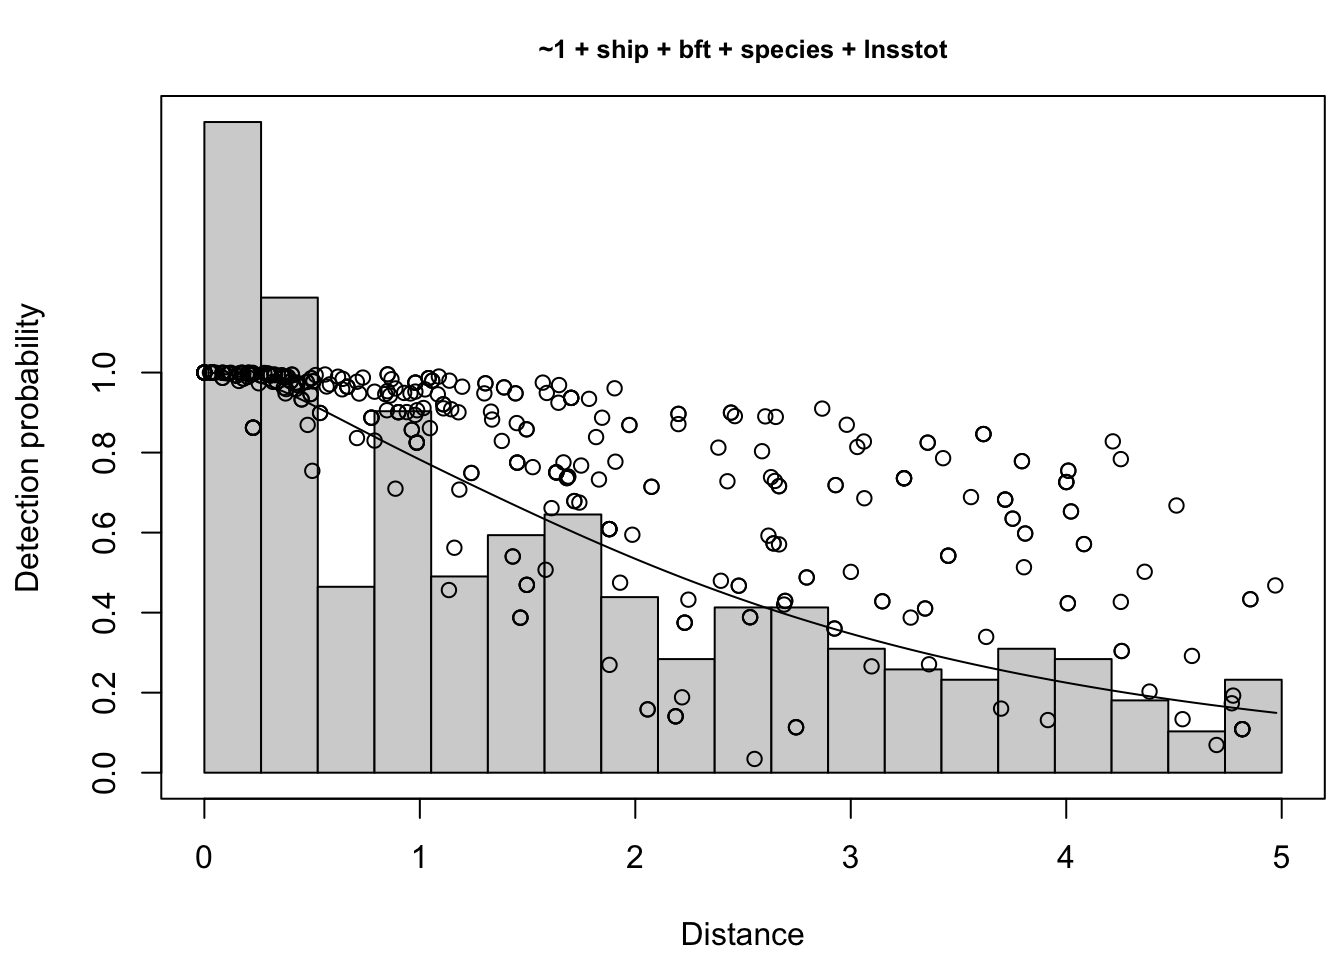 ~1 + ship + bft + species + lnsstot
Detection probability
1.0
0.8
0.6
0.4
0.2
0.0
0 1 2 3 4 5
Distance